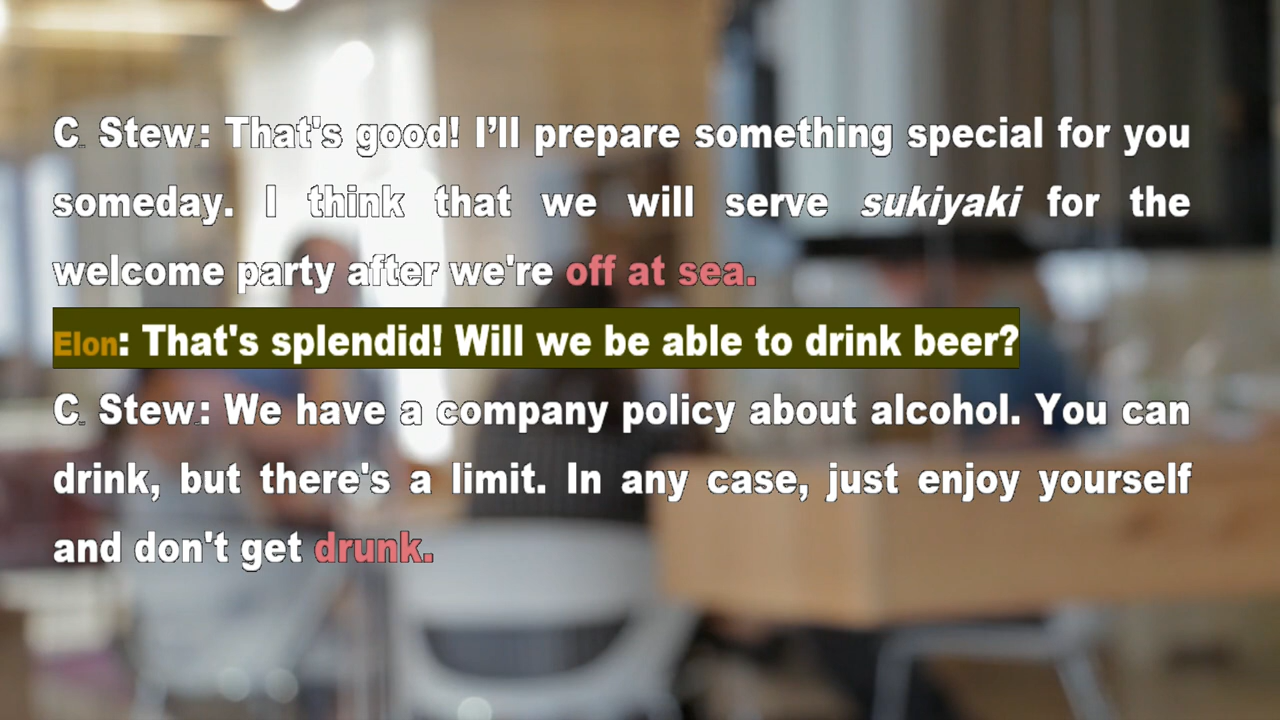 C. Stew.: That's good! I’ll prepare something special for you
someday. I think that we will serve sukiyaki for the
welcome party after we're off at sea.
Elon: That's splendid! Will we be able to drink beer?
C. Stew.: We have a company policy about alcohol. You can
drink, but there's a limit. In any case, just enjoy yourself
and don't get drunk.